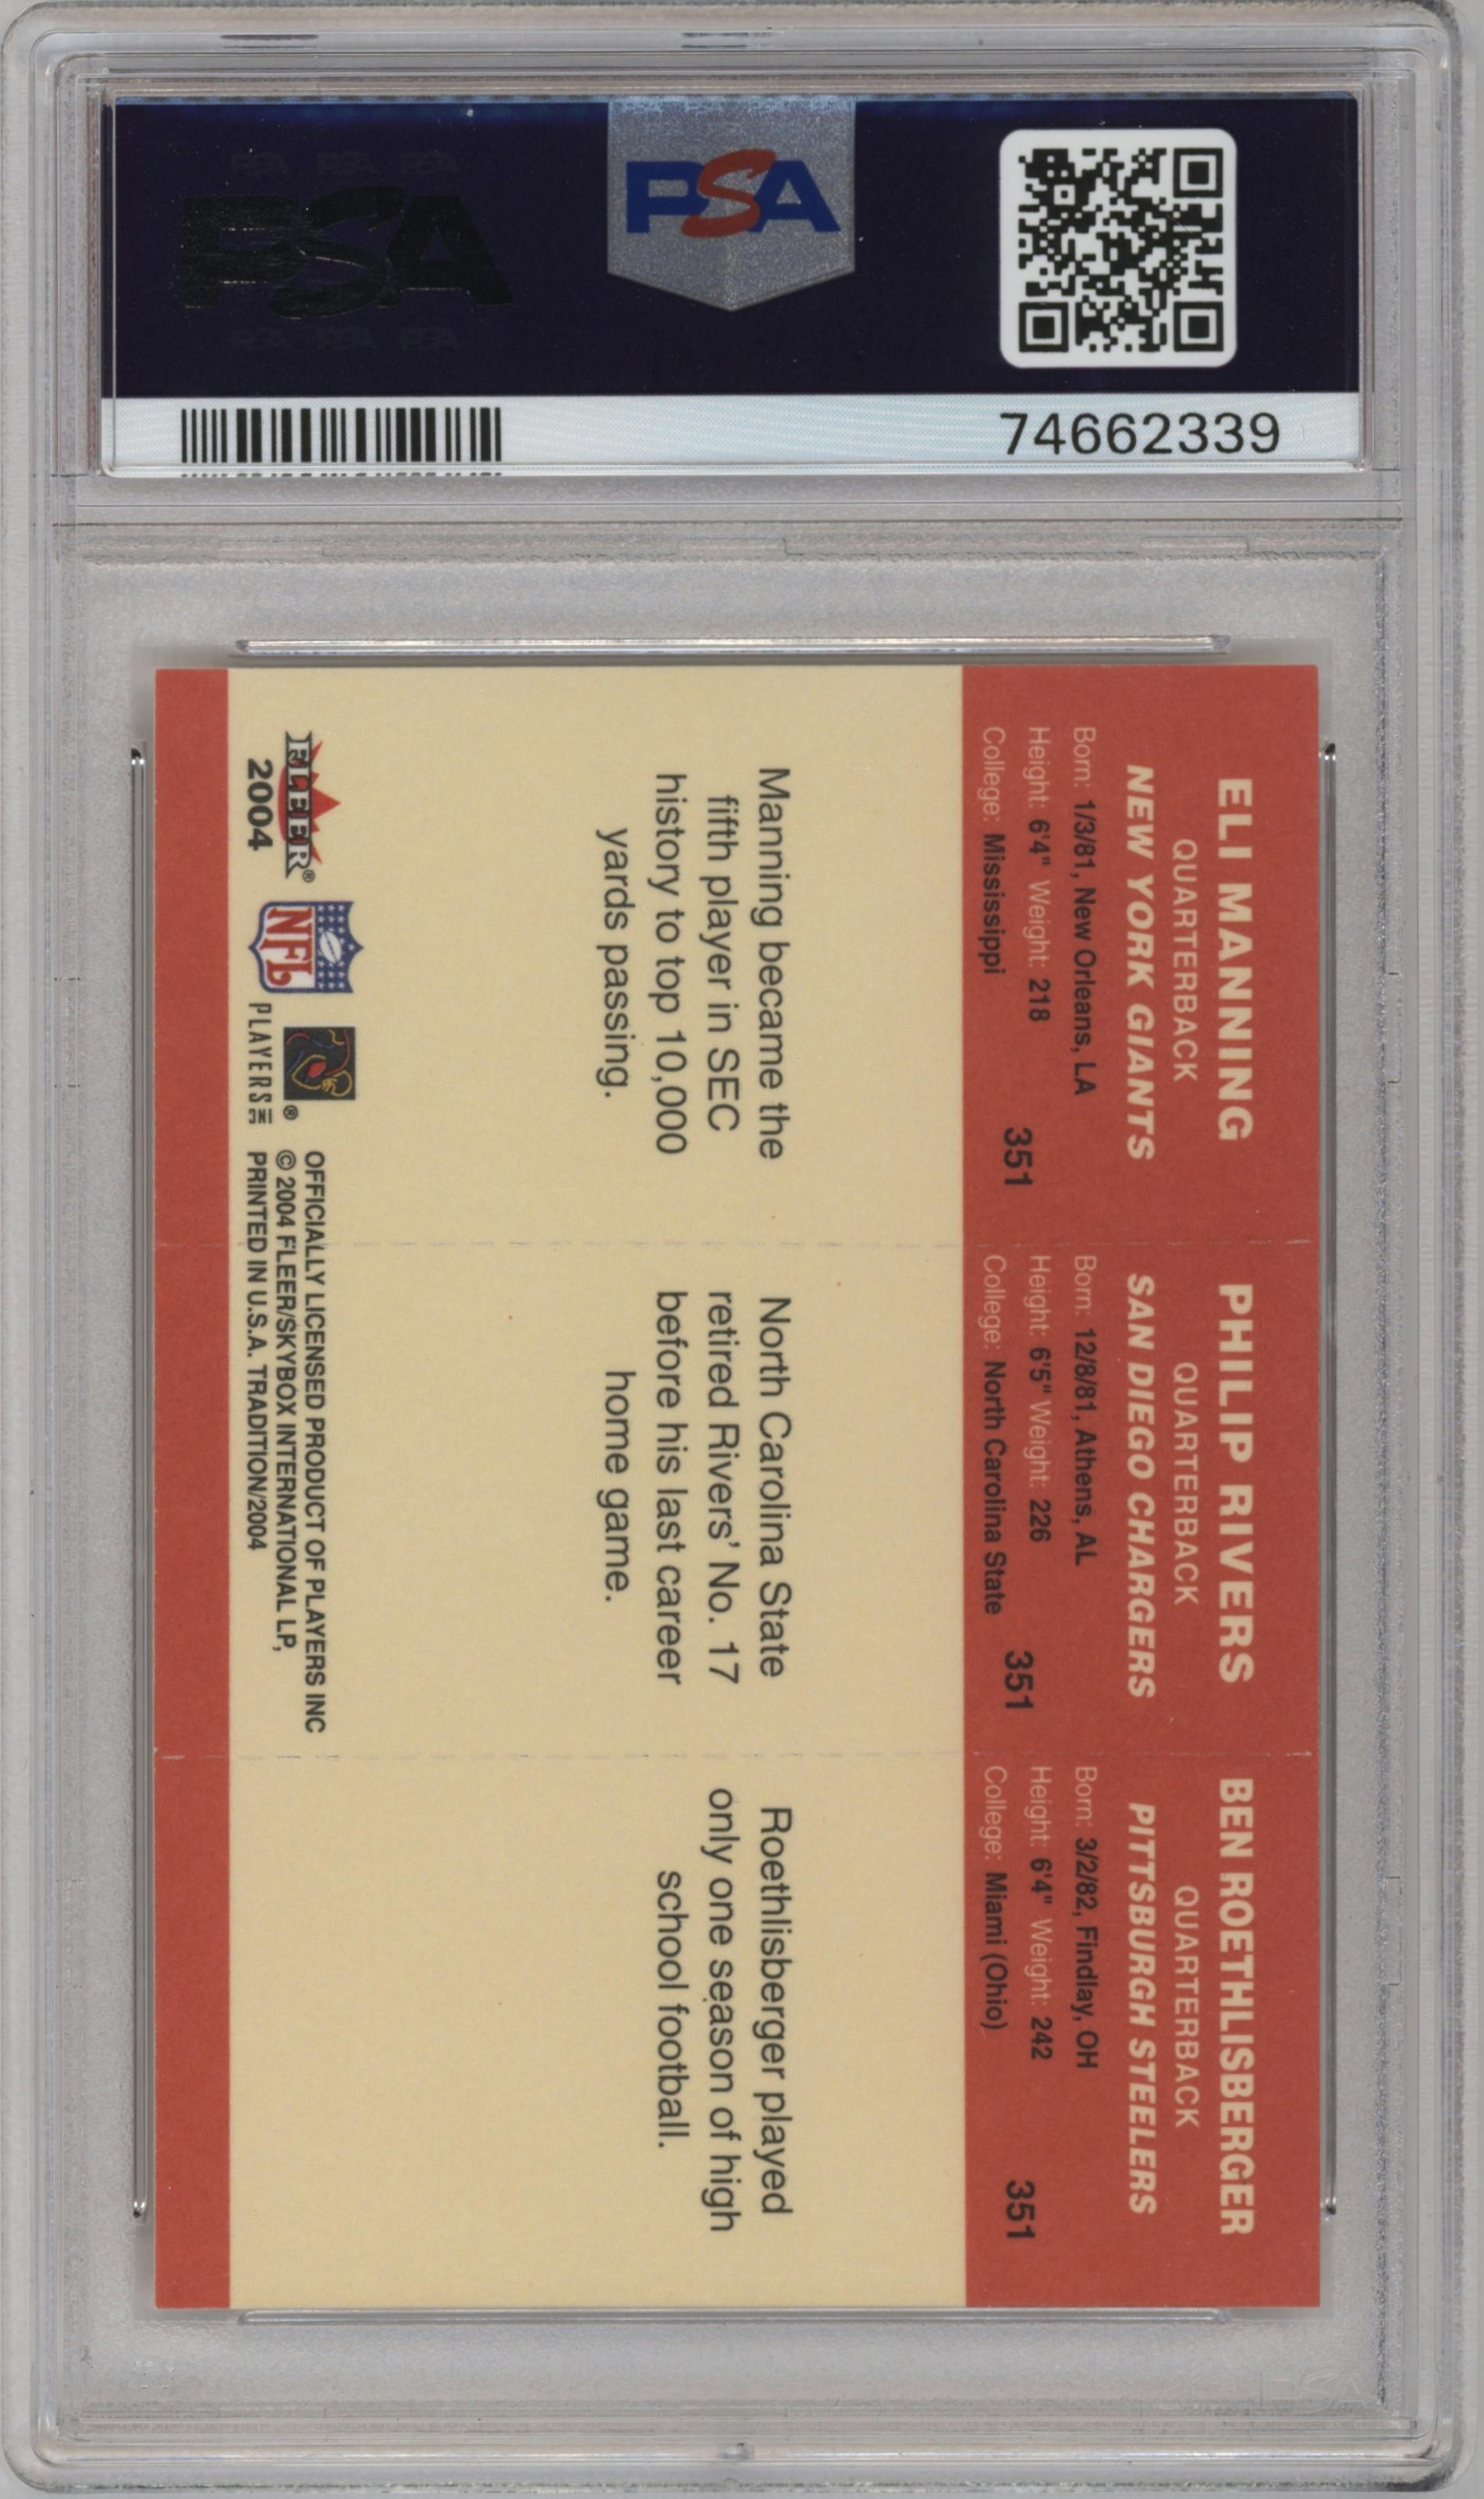 PSA
PSA
74662339
ELI MANNING
QUARTERBACK
NEW YORK GIANTS
Born: 1/3/81, New Orleans, LA
Height: 6'4" Weight: 218
College: Mississippi
351
Manning became the
fifth player in SEC
history to top 10,000
yards passing.
PHILIP RIVERS
QUARTERBACK
SAN DIEGO CHARGERS
Born: 12/8/81, Athens, AL
Height: 6'5" Weight: 226
College: North Carolina State
351
North Carolina State
retired Rivers' No. 17
before his last career
home game.
BEN ROETHLISBERGER
QUARTERBACK
PITTSBURGH STEELERS
Born: 3/2/82, Findlay, OH
Height: 6'4" Weight: 242
College: Miami (Ohio)
351
Roethlisberger played
only one season of high
school football.
FLEER®
2004
NFL
®
PLAYERS INC
OFFICIALLY LICENSED PRODUCT OF PLAYERS INC
© 2004 FLEER/SKYBOX INTERNATIONAL LP,
PRINTED IN U.S.A. TRADITION/2004